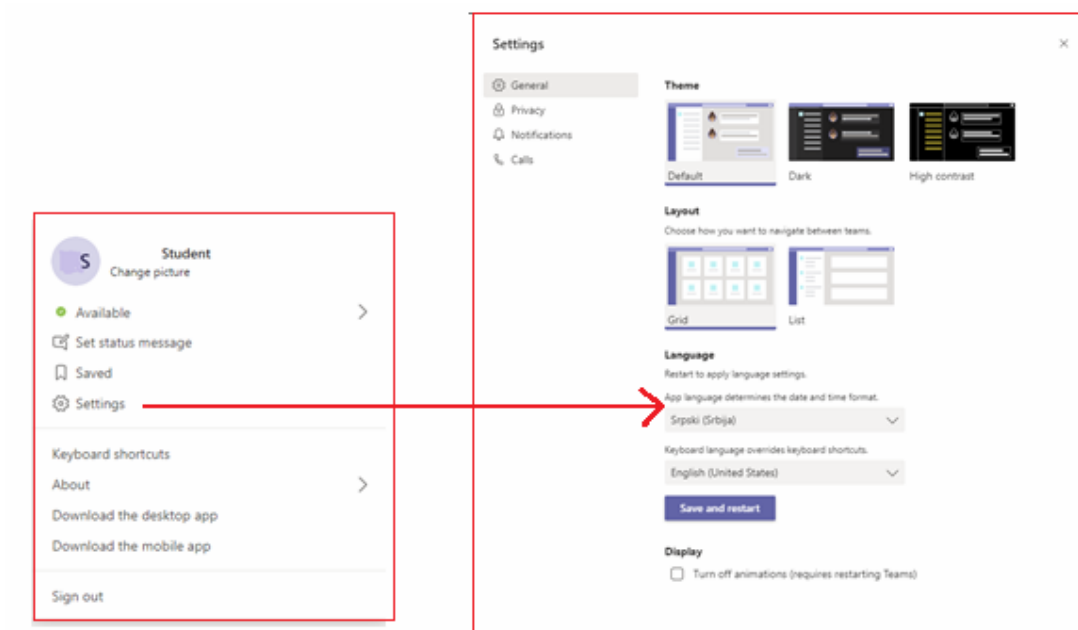 S
Student
Change picture
Available
Set status message
Saved
Settings
Keyboard shortcuts
About
Download the desktop app
Download the mobile app
Sign out
Settings
General
Privacy
Notifications
Calls
Theme
Default Dark High contrast
Layout
Choose how you want to navigate between teams.
Grid List
Language
Restart to apply language settings.
App language determines the date and time format.
Srpski (Srbija)
Keyboard language overrides keyboard shortcuts.
English (United States)
Save and restart
Display
Turn off animations (requires restarting Teams)